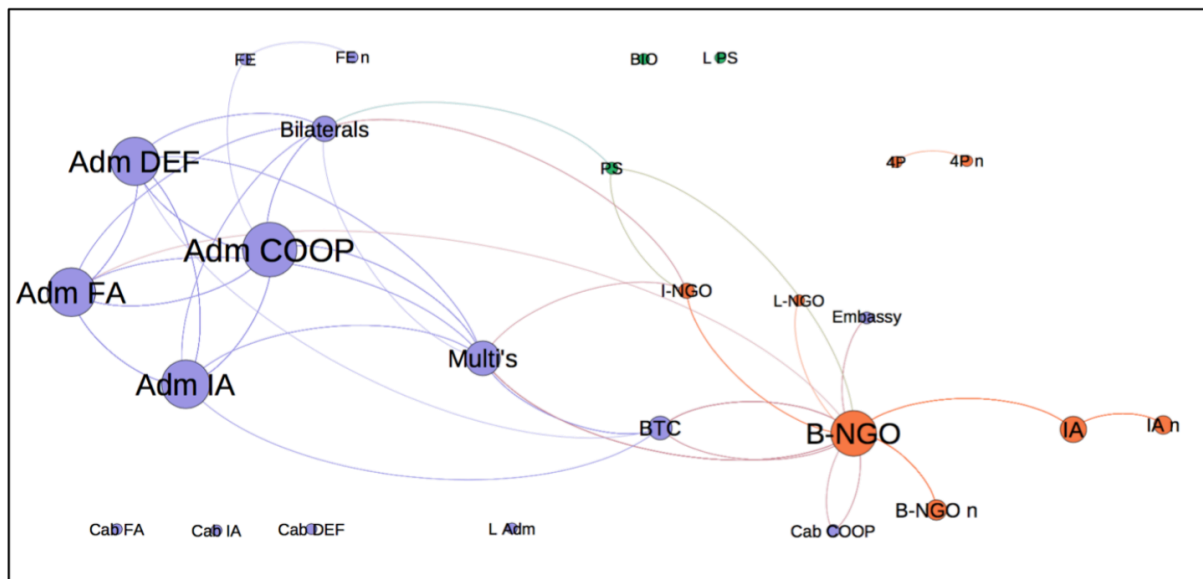 FE
FE n
BIO
L PS
Bilaterals
Adm DEF
PS
4P
4P n
Adm COOP
Adm FA
I-NGO
L-NGO
Embassy
Multi's
Adm IA
BTC
B-NGO
IA
IA n
B-NGO n
Cab FA
Cab IA
Cab DEF
L Adm
Cab COOP